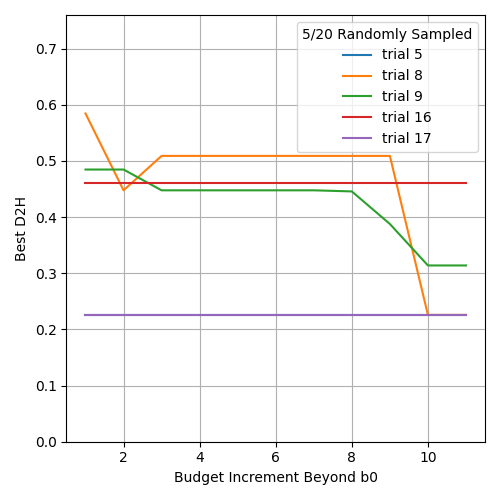 5/20 Randomly Sampled
trial 5
trial 8
trial 9
trial 16
trial 17
Best D2H
0.7
0.6
0.5
0.4
0.3
0.2
0.1
0.0
2
4
6
8
10
Budget Increment Beyond b0